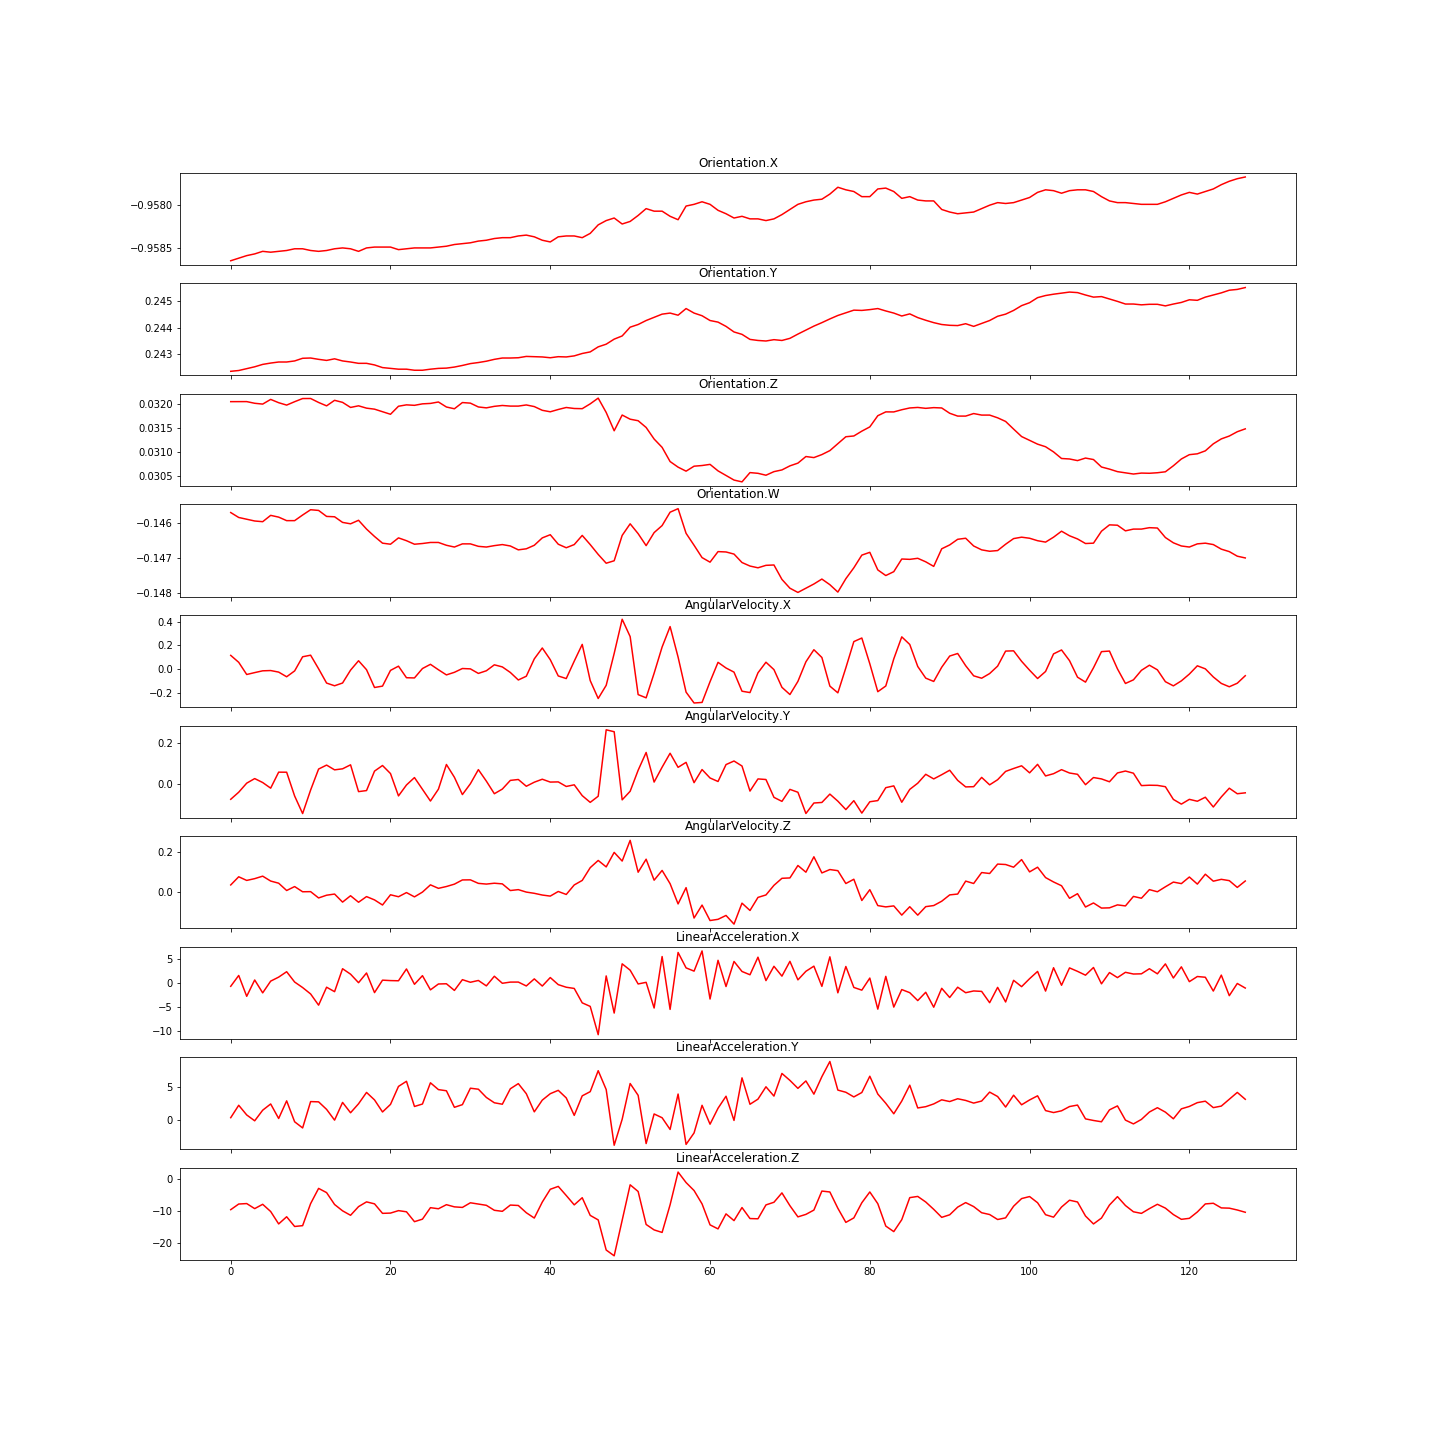 Orientation.X
−0.9580
−0.9585
Orientation.Y
0.245
0.244
0.243
Orientation.Z
0.0320
0.0315
0.0310
0.0305
Orientation.W
−0.146
−0.147
−0.148
AngularVelocity.X
0.4
0.2
0.0
−0.2
AngularVelocity.Y
0.2
0.0
AngularVelocity.Z
0.2
0.0
LinearAcceleration.X
5
0
−5
−10
LinearAcceleration.Y
5
0
LinearAcceleration.Z
0
−10
−20
0 20 40 60 80 100 120